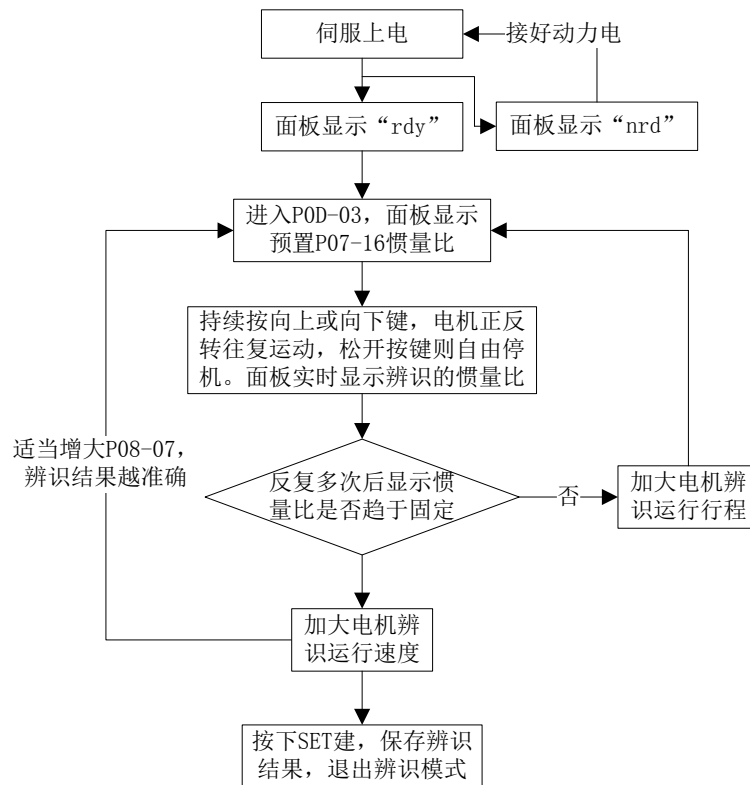 伺服上电
接好动力电
面板显示“rdy”
面板显示“nrd”
进入P0D-03，面板显示
预置P07-16惯量比
持续按向上或向下键，电机正反
转往复运动，松开按键则自由停
机。面板实时显示辨识的惯量比
适当增大P08-07，
辨识结果越准确
反复多次后显示惯
量比是否趋于固定
否
加大电机辨
识运行行程
加大电机辨
识运行速度
按下SET建，保存辨识
结果，退出辨识模式